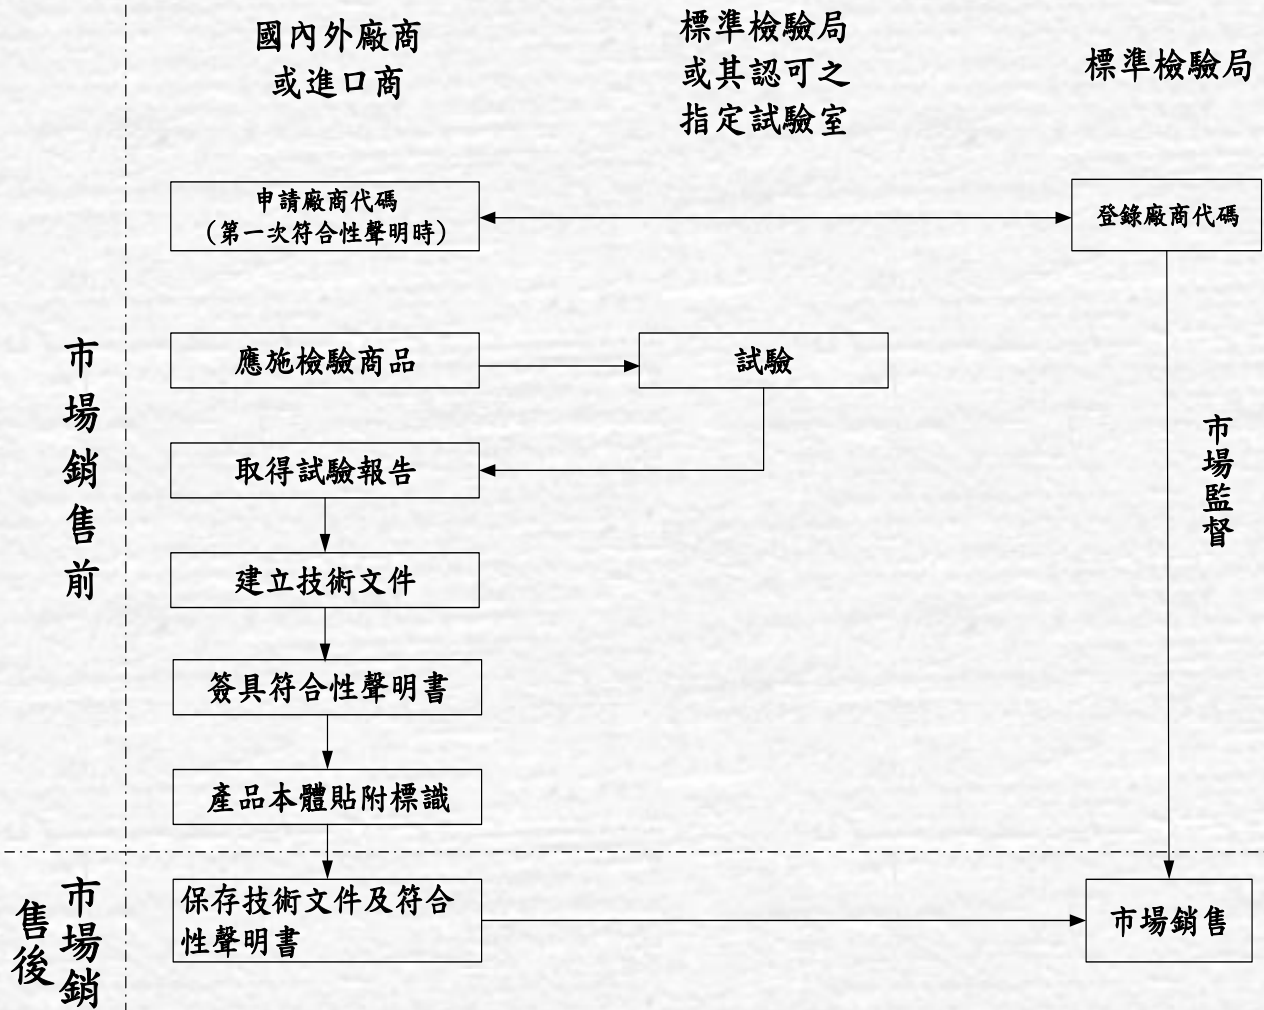 國內外廠商
或進口商
標準檢驗局
或其認可之
指定試驗室
標準檢驗局
市場銷售前
申請廠商代碼
(第一次符合性聲明時)
登錄廠商代碼
應施檢驗商品
試驗
取得試驗報告
市場監督
建立技術文件
簽具符合性聲明書
產品本體貼附標識
市場銷
售後
保存技術文件及符合
性聲明書
市場銷售